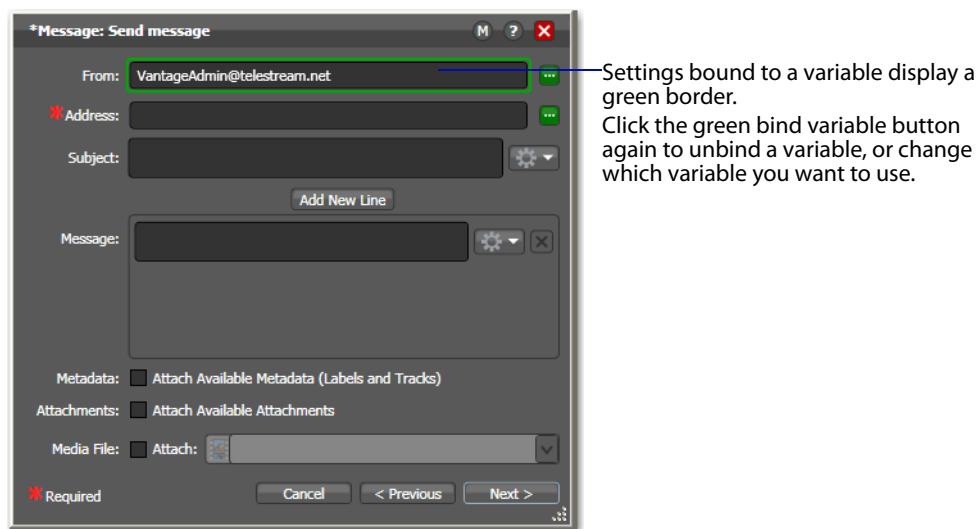 *Message: Send message M ?
From: VantageAdmin@telestream.net
Settings bound to a variable display a
green border.
*Address:
Click the green bind variable button
again to unbind a variable, or change
which variable you want to use.
Subject:
Add New Line
Message:
Metadata: Attach Available Metadata (Labels and Tracks)
Attachments: Attach Available Attachments
Media File: Attach:
*Required Cancel < Previous Next >